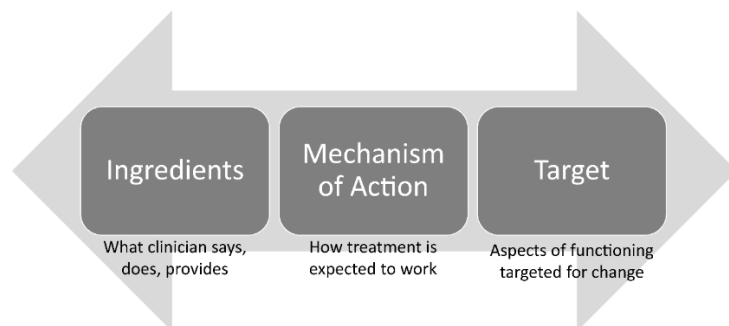 Ingredients
What clinician says,
does, provides
Mechanism
of Action
How treatment is
expected to work
Target
Aspects of functioning
targeted for change